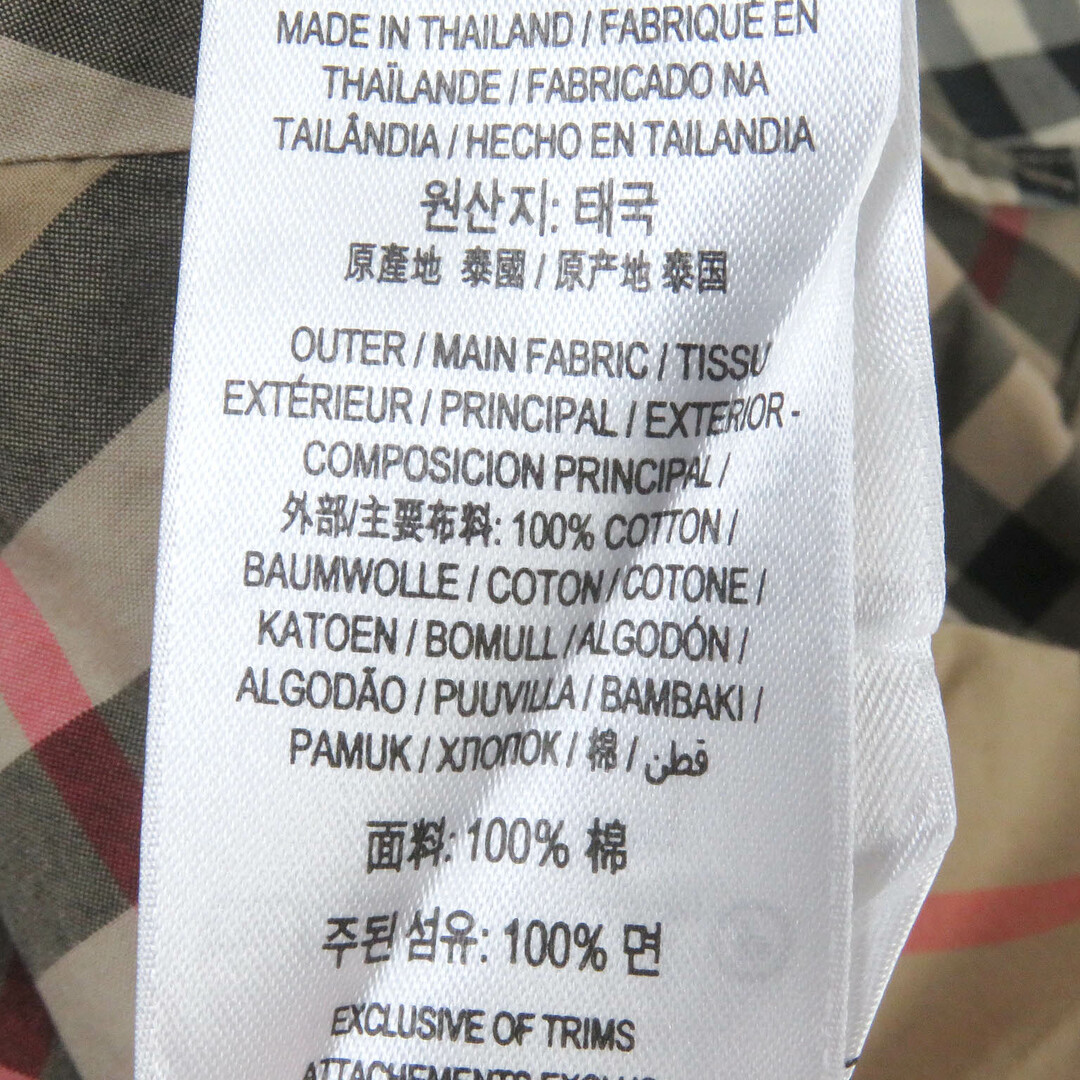 MADE IN THAILAND / FABRIQUÉ EN
THAÏLANDE / FABRICADO NA
TAILÂNDIA / HECHO EN TAILANDIA
원산지: 태국
原產地 泰國 / 原产地 泰国
OUTER / MAIN FABRIC / TISSU
EXTÉRIEUR / PRINCIPAL / EXTERIOR -
COMPOSICION PRINCIPAL /
外部/主要布料: 100% COTTON /
BAUMWOLLE / COTON / COTONE /
KATOEN / BOMULL / ALGODÓN /
ALGODÃO / PUUVILLA / BAMBAKI /
PAMUK / ХЛОПОК / 綿 / قطن
面料: 100% 棉
주된 섬유: 100% 면
EXCLUSIVE OF TRIMS
ATTACHEMENTS